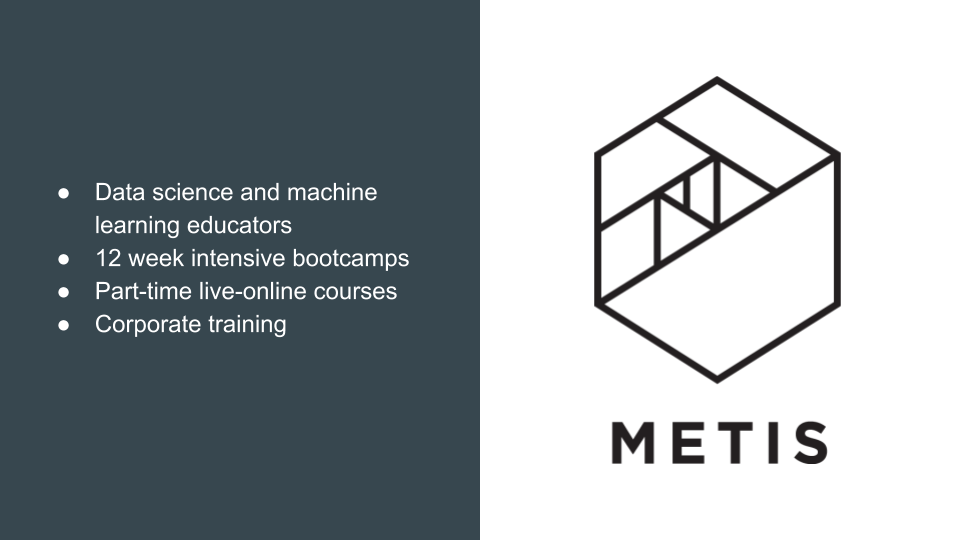 ● Data science and machine
learning educators
● 12 week intensive bootcamps
● Part-time live-online courses
● Corporate training
METIS